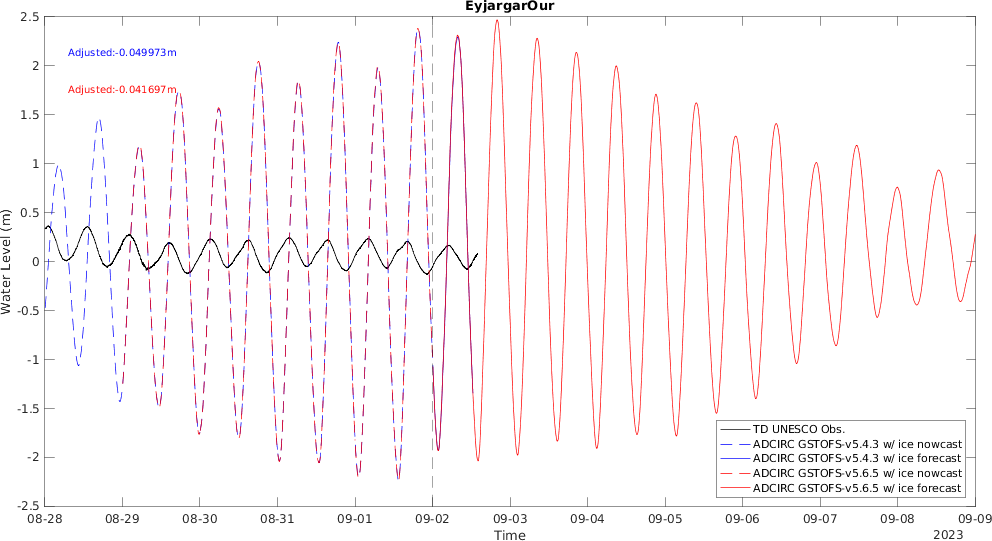 EyjargarOur
Adjusted:-0.049973m
Adjusted:-0.041697m
Water Level (m)
2.5
2
1.5
1
0.5
0
-0.5
-1
-1.5
-2
-2.5
TD UNESCO Obs.
ADCIRC GSTOFS-v5.4.3 w/ ice nowcast
ADCIRC GSTOFS-v5.4.3 w/ ice forecast
ADCIRC GSTOFS-v5.6.5 w/ ice nowcast
ADCIRC GSTOFS-v5.6.5 w/ ice forecast
08-28 08-29 08-30 08-31 09-01 09-02 09-03 09-04 09-05 09-06 09-07 09-08 09-09
Time
2023